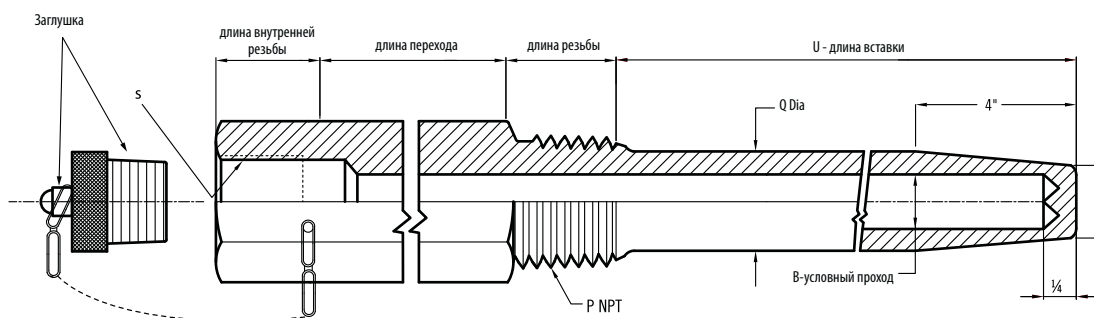 Заглушка
длина внутренней
резьбы
длина перехода
длина резьбы
U - длина вставки
s
Q Dia
4"
B-условный проход
¼
P NPT